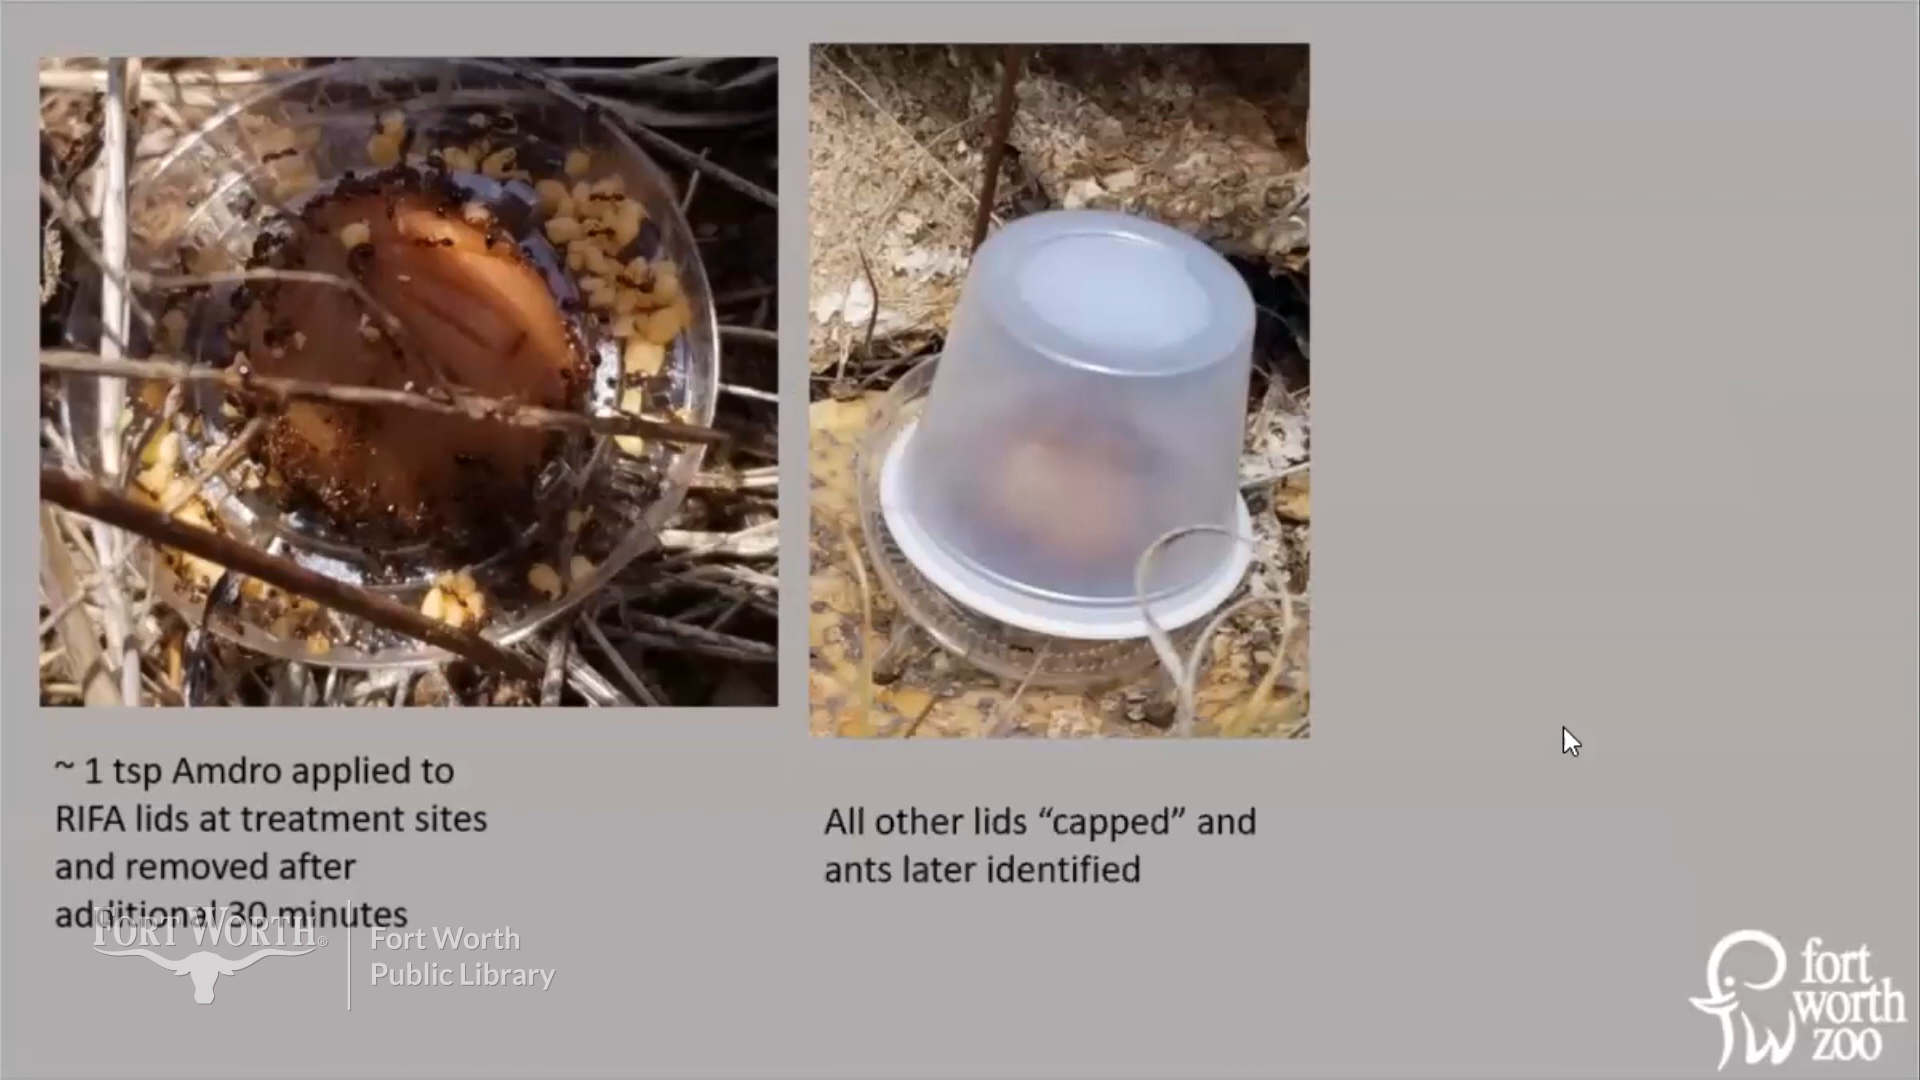 ~ 1 tsp Amdro applied to
RIFA lids at treatment sites
and removed after
additional 30 minutes
All other lids “capped” and
ants later identified
FORT WORTH®
Fort Worth
Public Library
fort
worth
zoo